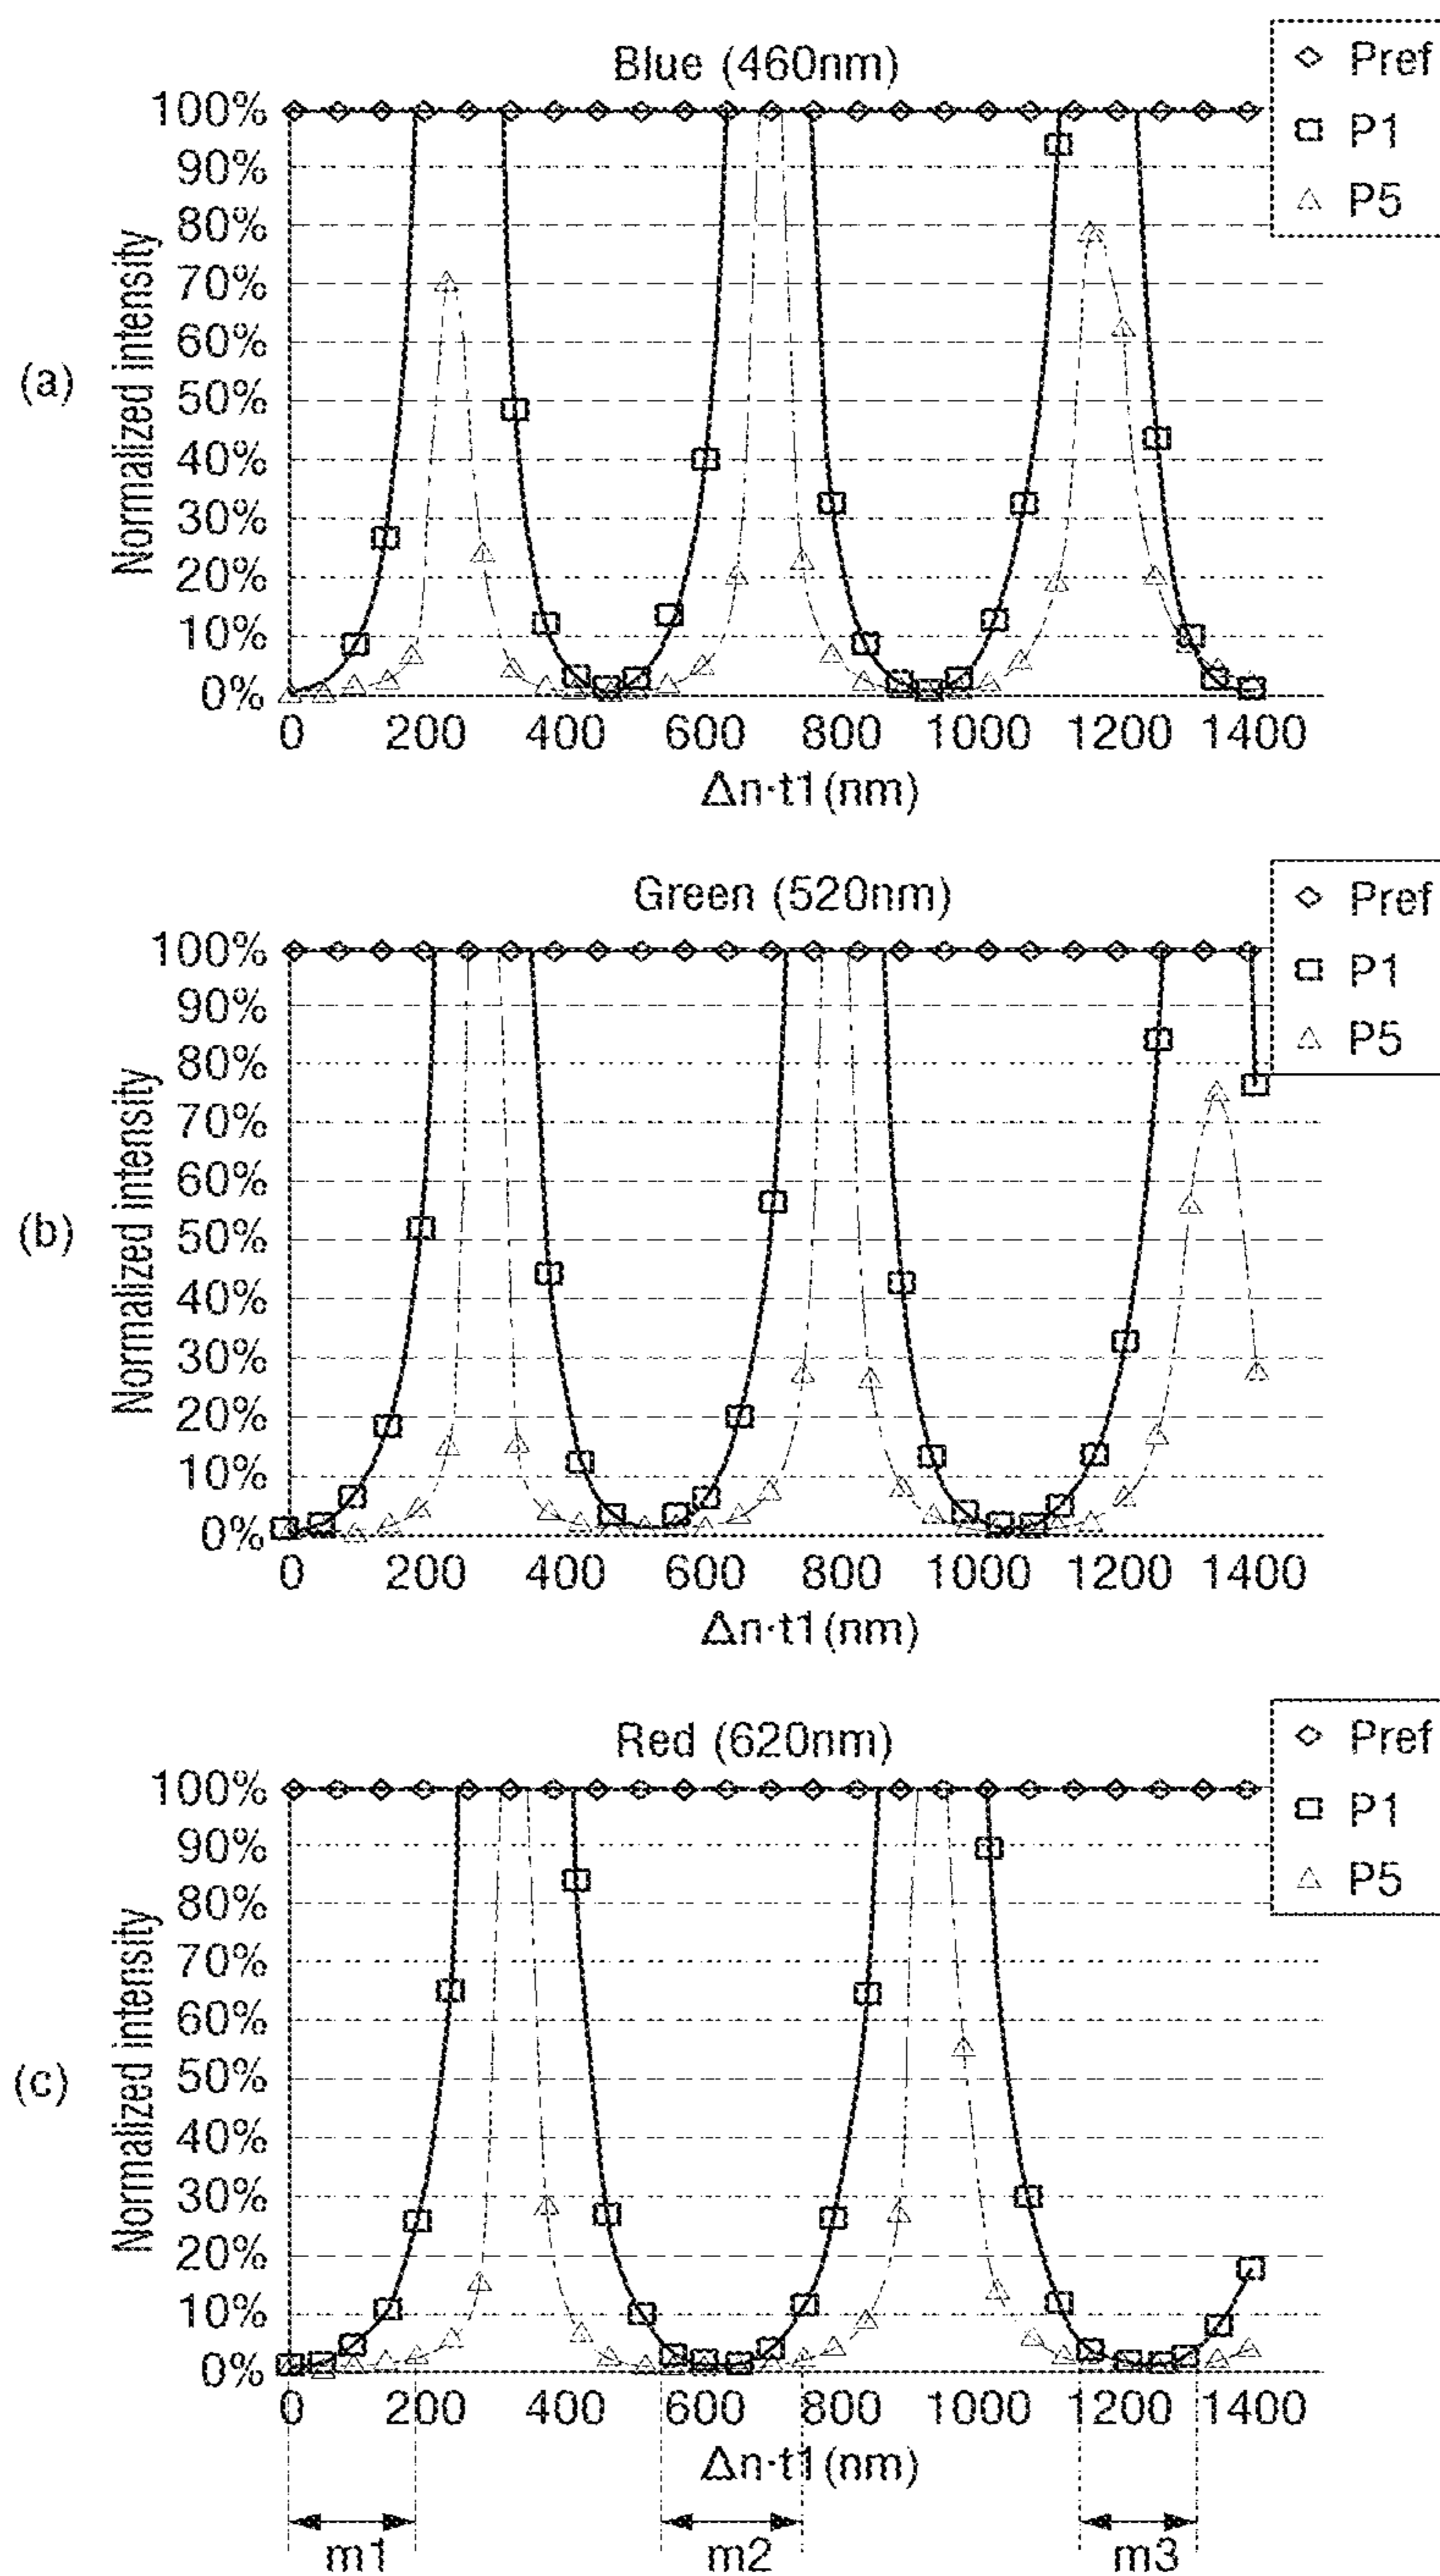 (a)
Blue (460nm)
Pref
P1
P5
Normalized intensity
100%
90%
80%
70%
60%
50%
40%
30%
20%
10%
0%
0 200 400 600 800 1000 1200 1400
Δn·t1(nm)
(b)
Green (520nm)
Pref
P1
P5
Normalized intensity
100%
90%
80%
70%
60%
50%
40%
30%
20%
10%
0%
0 200 400 600 800 1000 1200 1400
Δn·t1(nm)
(c)
Red (620nm)
Pref
P1
P5
Normalized intensity
100%
90%
80%
70%
60%
50%
40%
30%
20%
10%
0%
0 200 400 600 800 1000 1200 1400
Δn·t1(nm)
m1 m2 m3